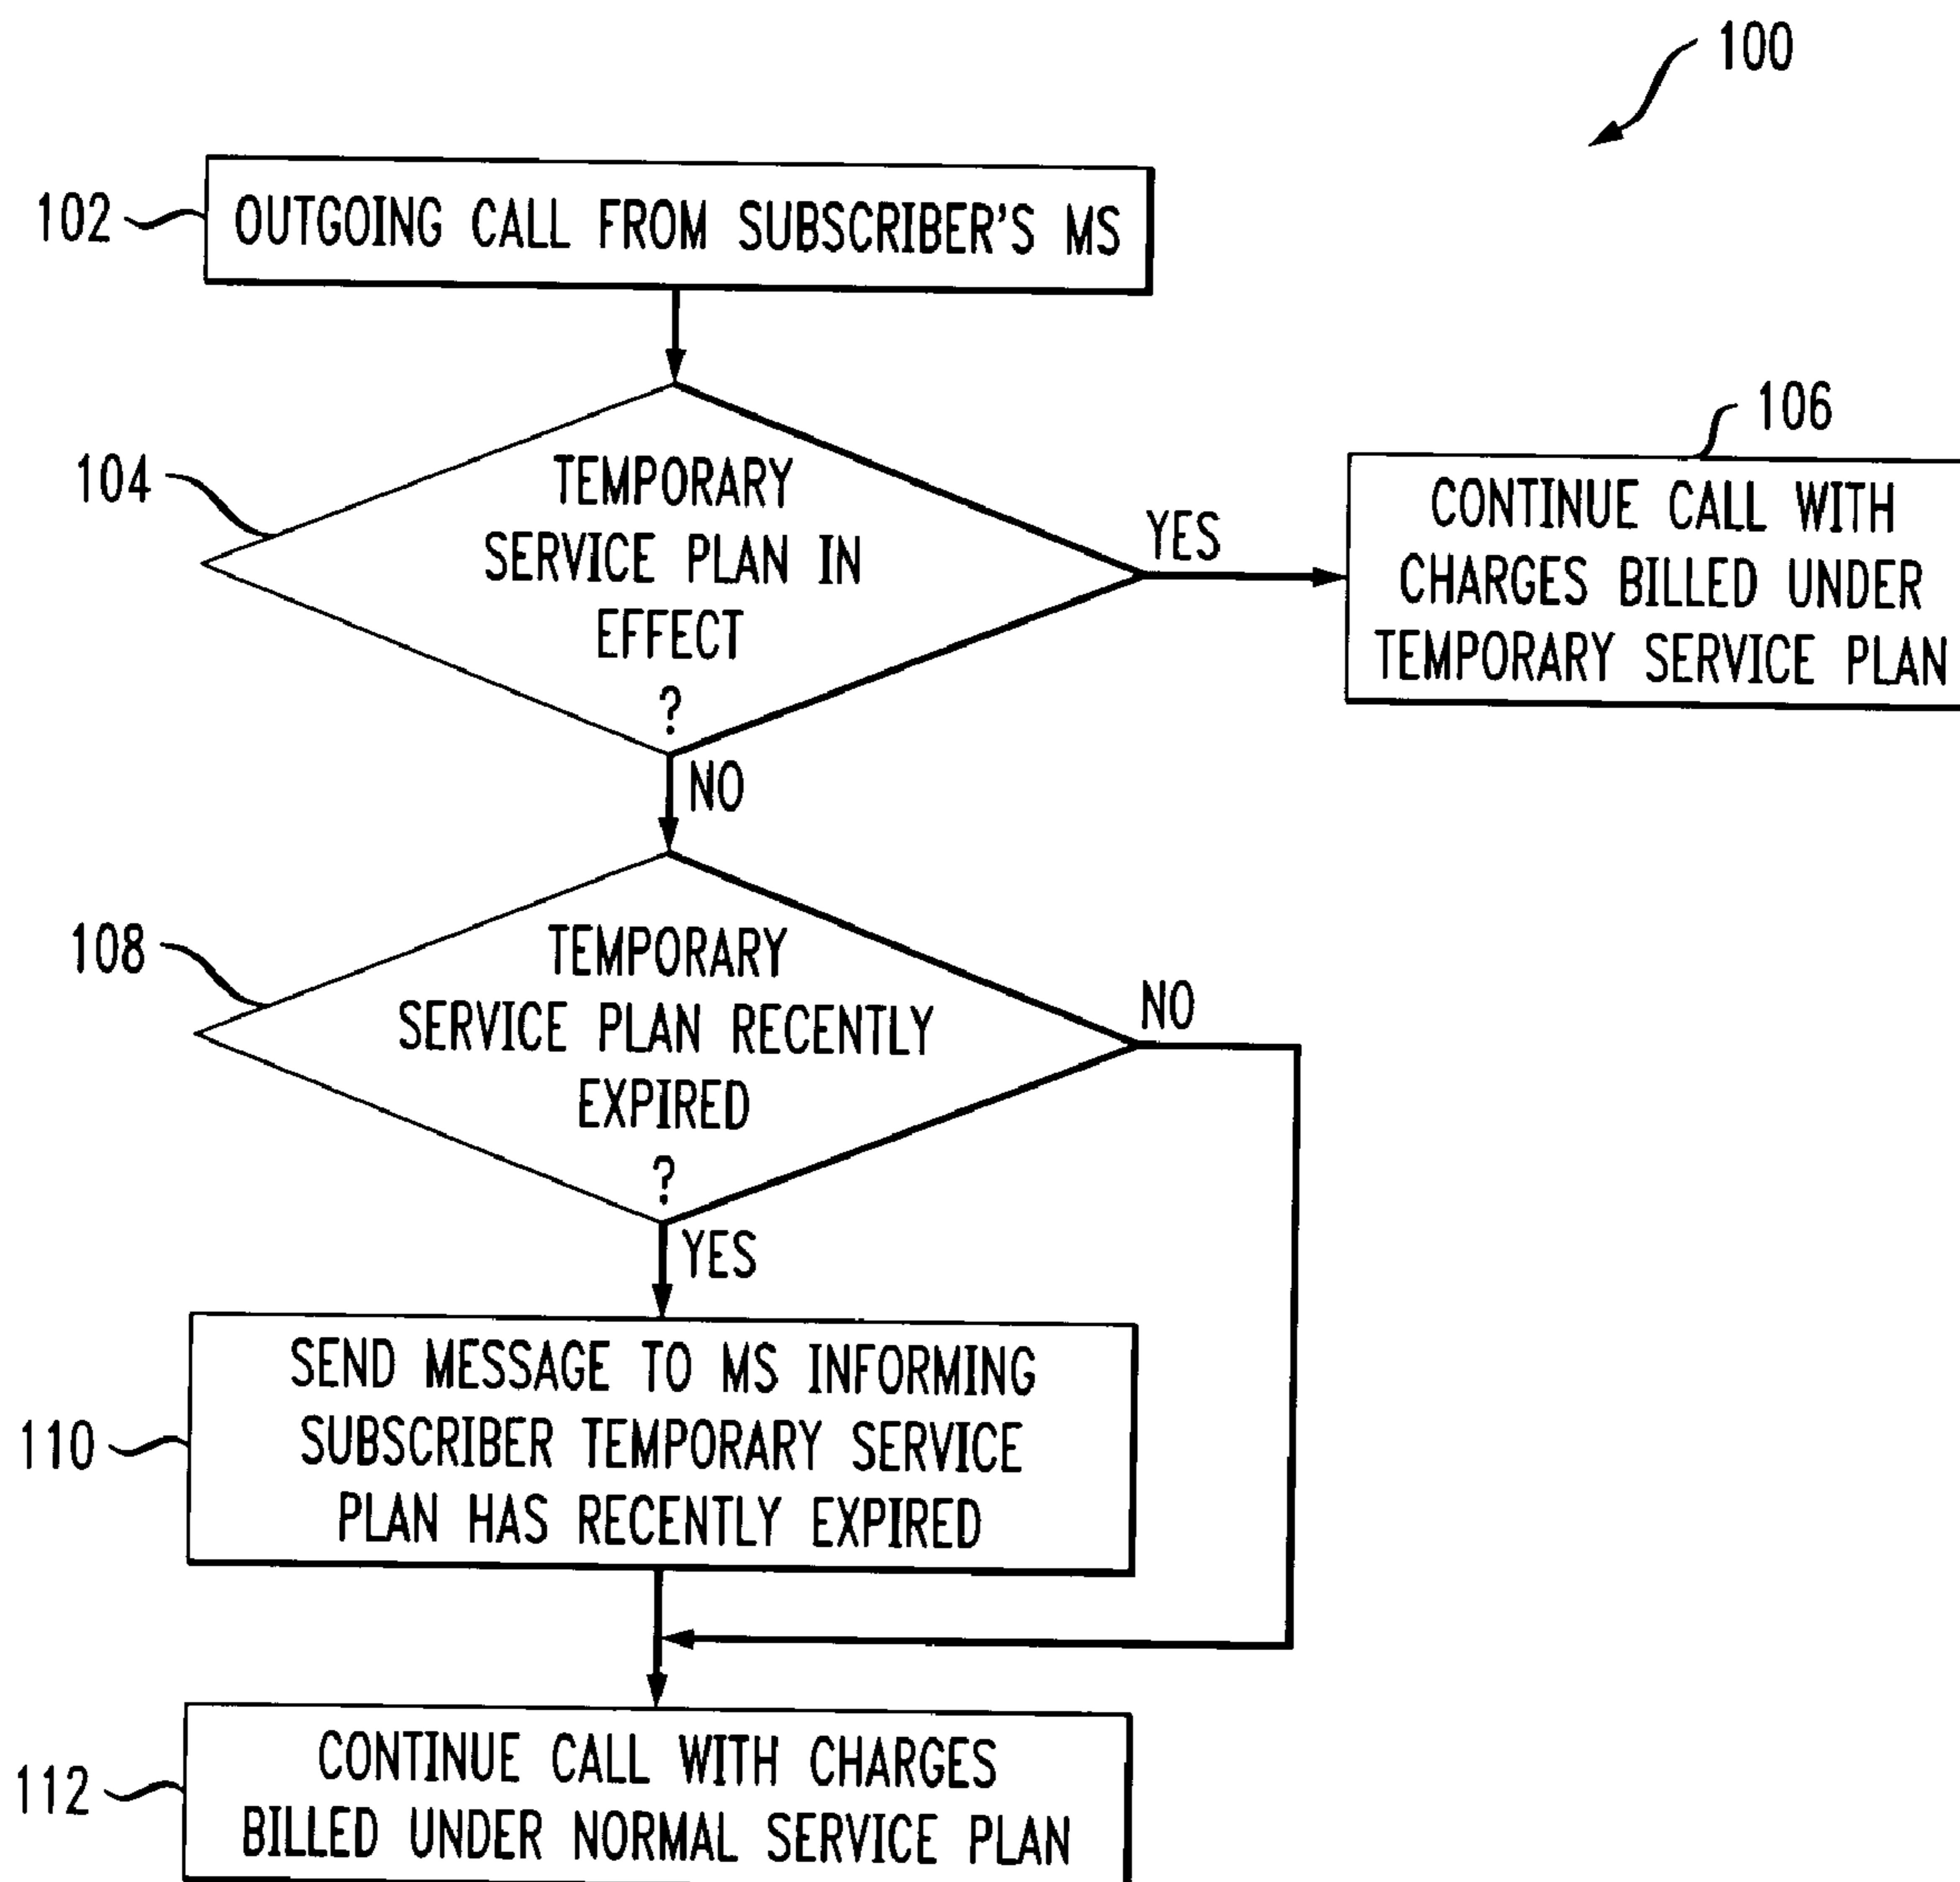 100
102
OUTGOING CALL FROM SUBSCRIBER'S MS
104
TEMPORARY
SERVICE PLAN IN
EFFECT
?
YES
106
CONTINUE CALL WITH
CHARGES BILLED UNDER
TEMPORARY SERVICE PLAN
NO
108
TEMPORARY
SERVICE PLAN RECENTLY
EXPIRED
?
NO
YES
110
SEND MESSAGE TO MS INFORMING
SUBSCRIBER TEMPORARY SERVICE
PLAN HAS RECENTLY EXPIRED
112
CONTINUE CALL WITH CHARGES
BILLED UNDER NORMAL SERVICE PLAN